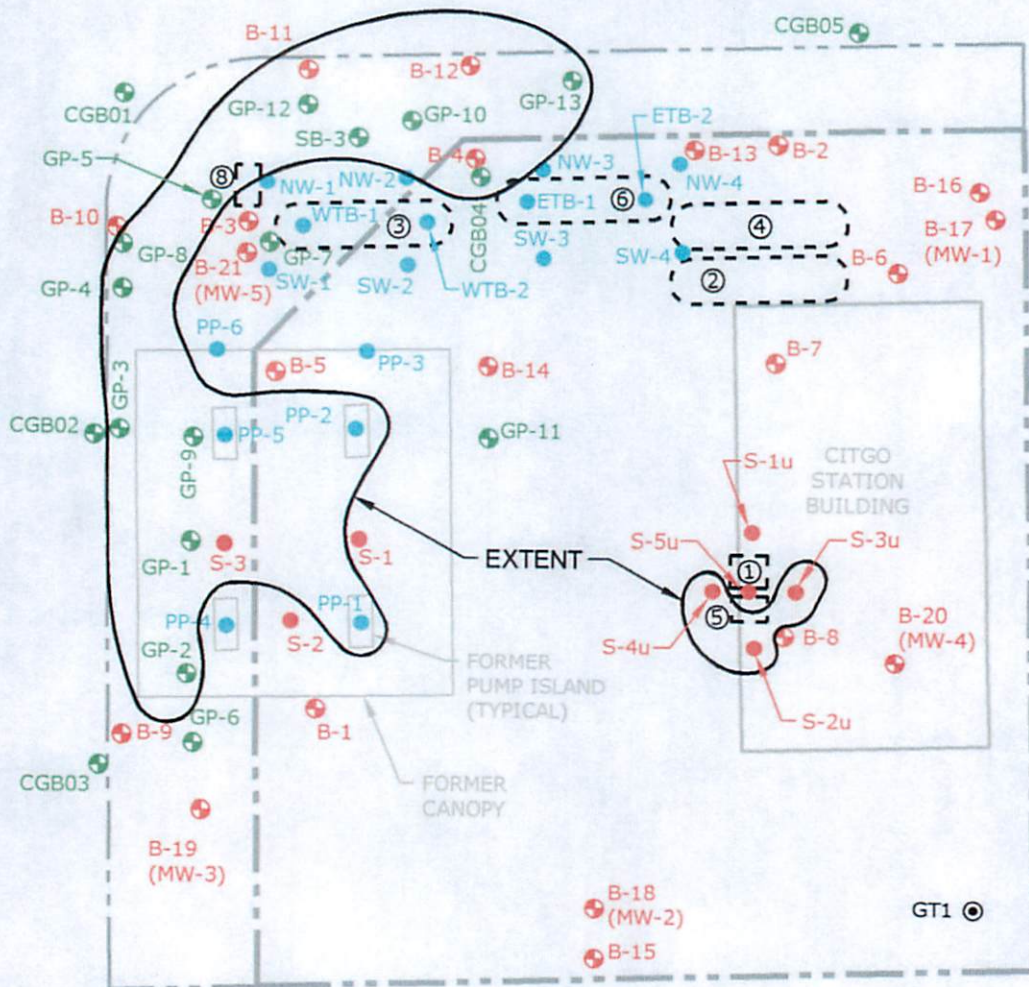 CGB05
B-11
B-12
GP-13
CGB01
GP-12
GP-10
SB-3
ETB-2
GP-5
⑧
B-4
NW-3
B-13
B-2
NW-1
NW-2
NW-4
B-16
B-10
B-3
WTB-1
③
CGB04
ETB-1
⑥
④
B-17
(MW-1)
GP-8
GP-7
SW-3
B-21
(MW-5)
SW-1
SW-2
WTB-2
SW-4
②
B-6
GP-4
PP-6
PP-3
B-5
B-14
B-7
GP-3
CGB02
GP-9
PP-5
PP-2
GP-11
S-1u
CITGO
STATION
BUILDING
GP-1
S-3
S-1
EXTENT
S-5u
S-3u
①
⑤
PP-4
PP-1
S-2
S-4u
B-8
B-20
(MW-4)
GP-2
FORMER
PUMP ISLAND
(TYPICAL)
S-2u
GP-6
B-9
B-1
CGB03
FORMER
CANOPY
B-19
(MW-3)
B-18
(MW-2)
GT1
B-15